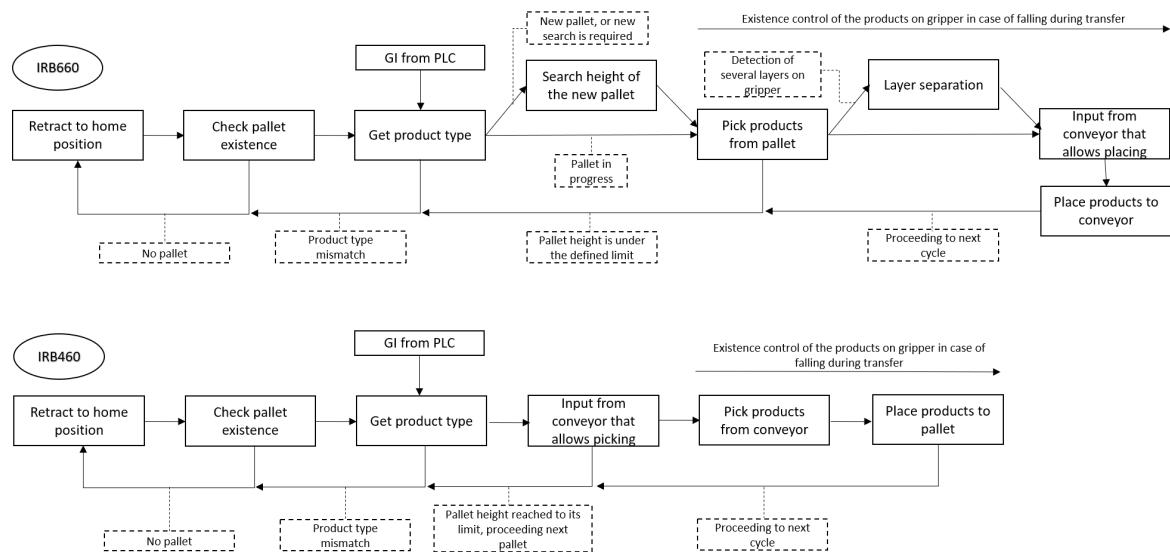 New pallet, or new
search is required
Existence control of the products on gripper in case of falling during transfer
GI from PLC
IRB660
Search height of
the new pallet
Detection of
several layers on
gripper
Layer separation
Retract to home
position
Check pallet
existence
Get product type
Pick products
from pallet
Input from
conveyor that
allows placing
Pallet in
progress
Place products to
conveyor
No pallet
Product type
mismatch
Pallet height is under
the defined limit
Proceeding to next
cycle
GI from PLC
IRB460
Existence control of the products on gripper in case of
falling during transfer
Retract to home
position
Check pallet
existence
Get product type
Input from
conveyor that
allows picking
Pick products
from conveyor
Place products to
pallet
No pallet
Product type
mismatch
Pallet height reached to its
limit, proceeding next
pallet
Proceeding to next
cycle